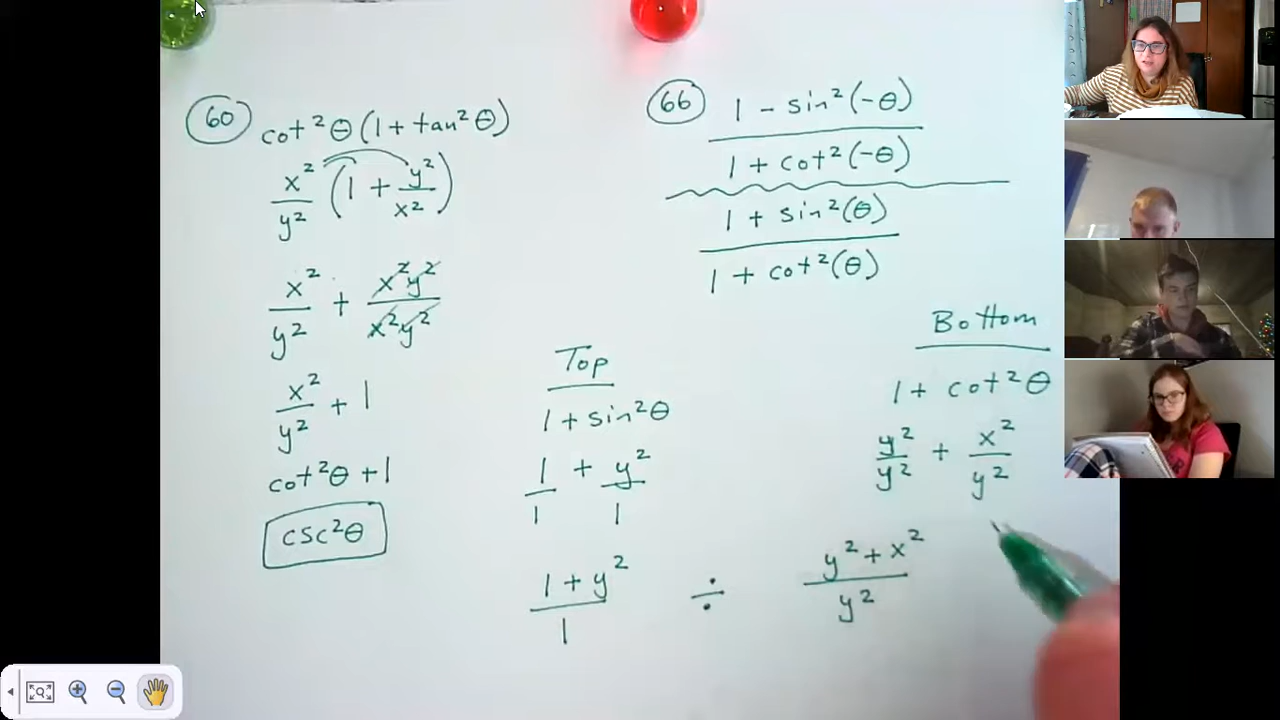 60
cot²θ(1+tan²θ)
x²/y² (1 + y²/x²)
x²/y² + x²y²/x²y²
x²/y² + 1
cot²θ+1
csc²θ
66
1 - sin²(-θ)
1 + cot²(-θ)
1 + sin²(θ)
1 + cot²(θ)
Top
1 + sin²θ
1/1 + y²/1
1 + y²/1
÷
Bottom
1 + cot²θ
y²/y² + x²/y²
y²+x²/y²